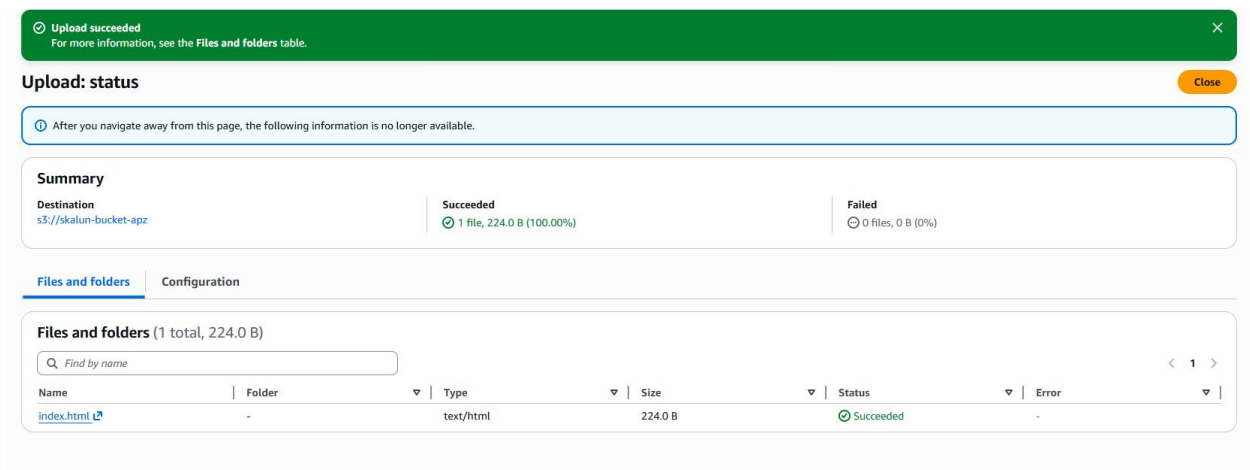 Upload succeeded
For more information, see the Files and folders table.
Upload: status
Close
After you navigate away from this page, the following information is no longer available.
Summary
Destination
s3://skalun-bucket-apz
Succeeded
1 file, 224.0 B (100.00%)
Failed
0 files, 0 B (0%)
Files and folders
Configuration
Files and folders (1 total, 224.0 B)
Find by name
1
Name Folder Type Size Status Error
index.html - text/html 224.0 B Succeeded -